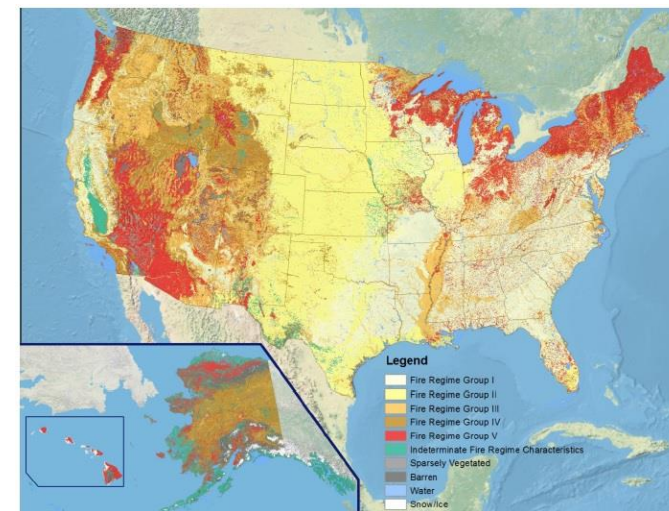 Legend
Fire Regime Group I
Fire Regime Group II
Fire Regime Group III
Fire Regime Group IV
Fire Regime Group V
Indeterminate Fire Regime Characteristics
Sparsely Vegetated
Barren
Water
Snow/Ice